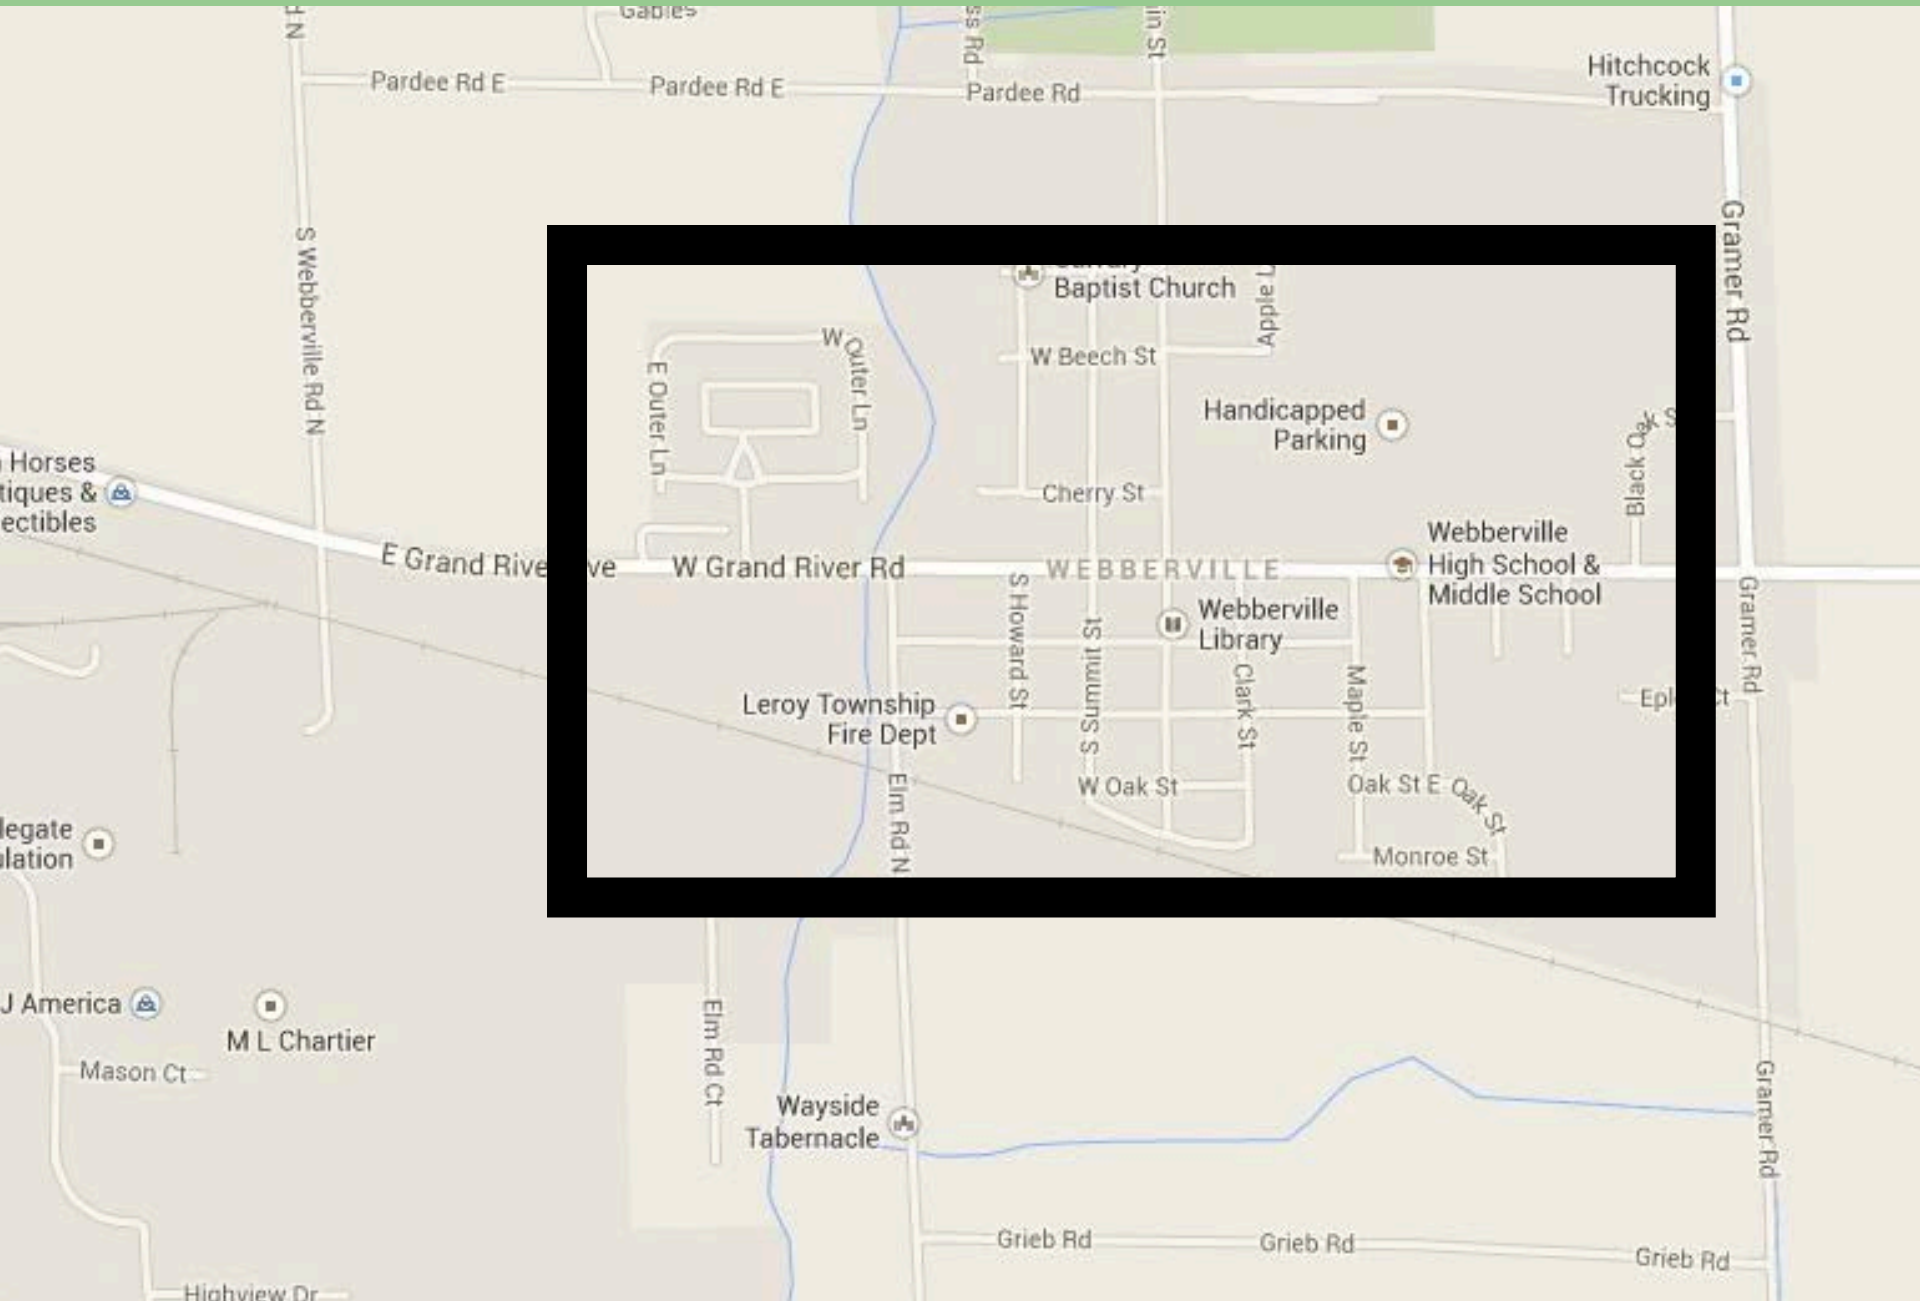 Gables
Pardee Rd E
Pardee Rd E
Pardee Rd
Hitchcock
Trucking
Gramer Rd
S Webberville Rd N
Baptist Church
W Outer Ln
E Outer Ln
W Beech St
Handicapped
Parking
Black Oak S
Horses
tiques &
ectibles
Cherry St
Webberville
High School &
Middle School
E Grand Rive
ve
W Grand River Rd
WEBBERVILLE
S Howard St
S Summit St
Webberville
Library
Gramer Rd
Clark St
Maple St
Epl
ct
Leroy Township
Fire Dept
W Oak St
Oak St E
Oak St
Elm Rd N
Monroe St
legate
ulation
J America
M L Chartier
Mason Ct
Elm Rd Ct
Wayside
Tabernacle
Gramer Rd
Grieb Rd
Grieb Rd
Grieb Rd
Highview Dr